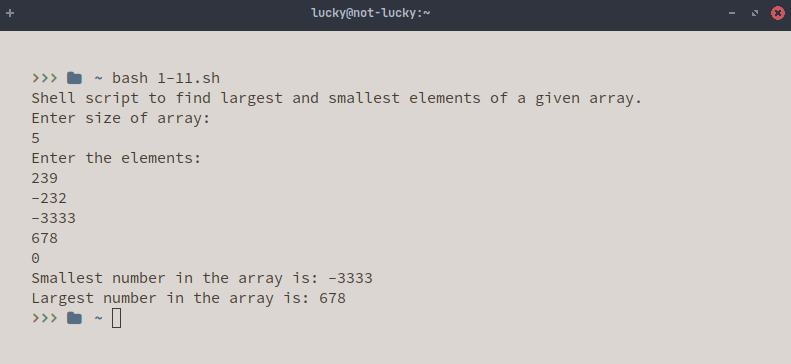 lucky@not-lucky:~
>>> ~ bash 1-11.sh
Shell script to find largest and smallest elements of a given array.
Enter size of array:
5
Enter the elements:
239
-232
-3333
678
0
Smallest number in the array is: -3333
Largest number in the array is: 678
>>> ~